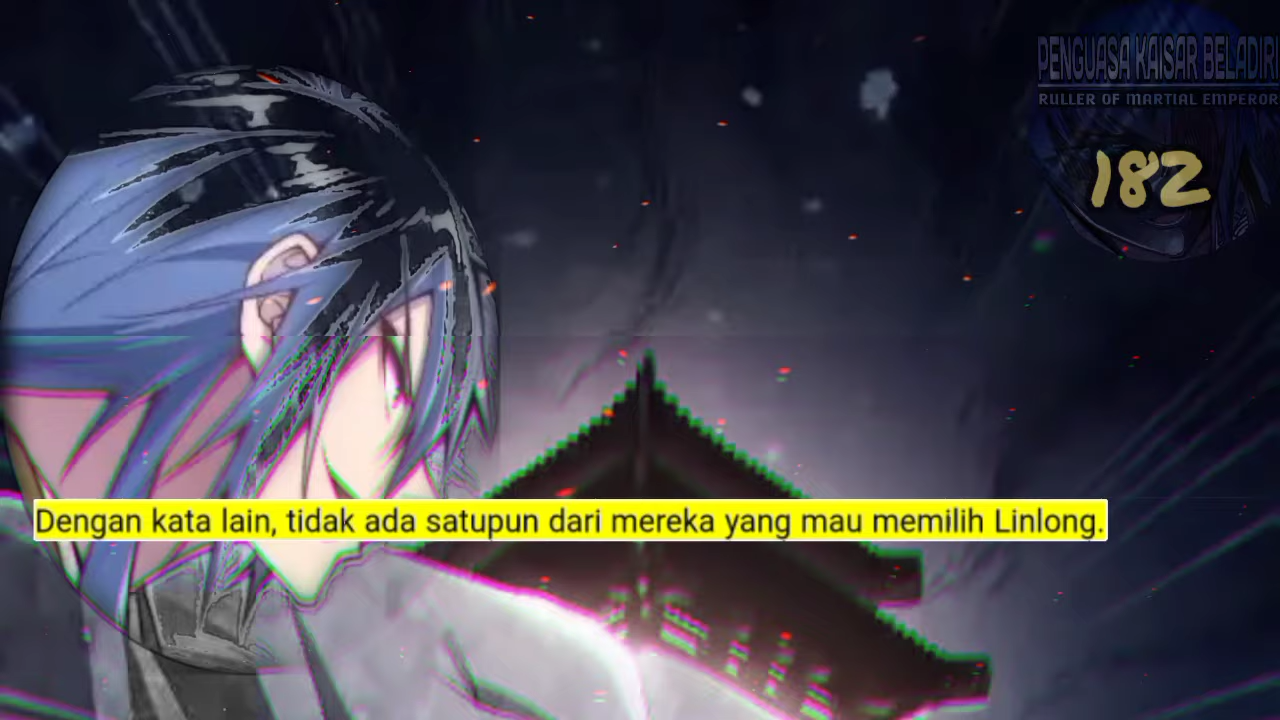 PENGUASA KAISAR BELADIRI
RULLER OF MARTIAL EMPEROR
182
Dengan kata lain, tidak ada satupun dari mereka yang mau memilih Linlong.